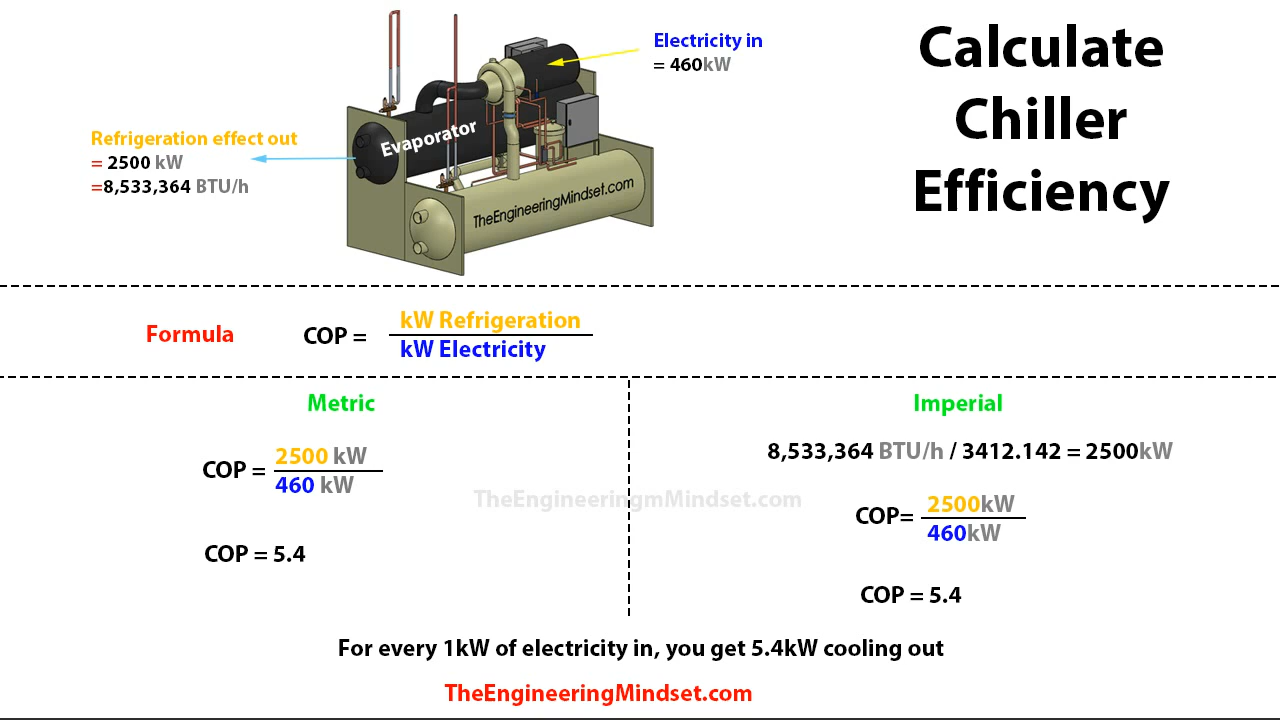 Calculate
Chiller
Efficiency
Electricity in
= 460kW
Refrigeration effect out
= 2500 kW
=8,533,364 BTU/h
Evaporator
TheEngineeringMindset.com
Formula
COP =
kW Refrigeration
kW Electricity
Metric
COP =
2500 kW
460 kW
COP = 5.4
Imperial
8,533,364 BTU/h / 3412.142 = 2500kW
COP=
2500kW
460kW
COP = 5.4
TheEngineeringmMindset.com
For every 1kW of electricity in, you get 5.4kW cooling out
TheEngineeringMindset.com